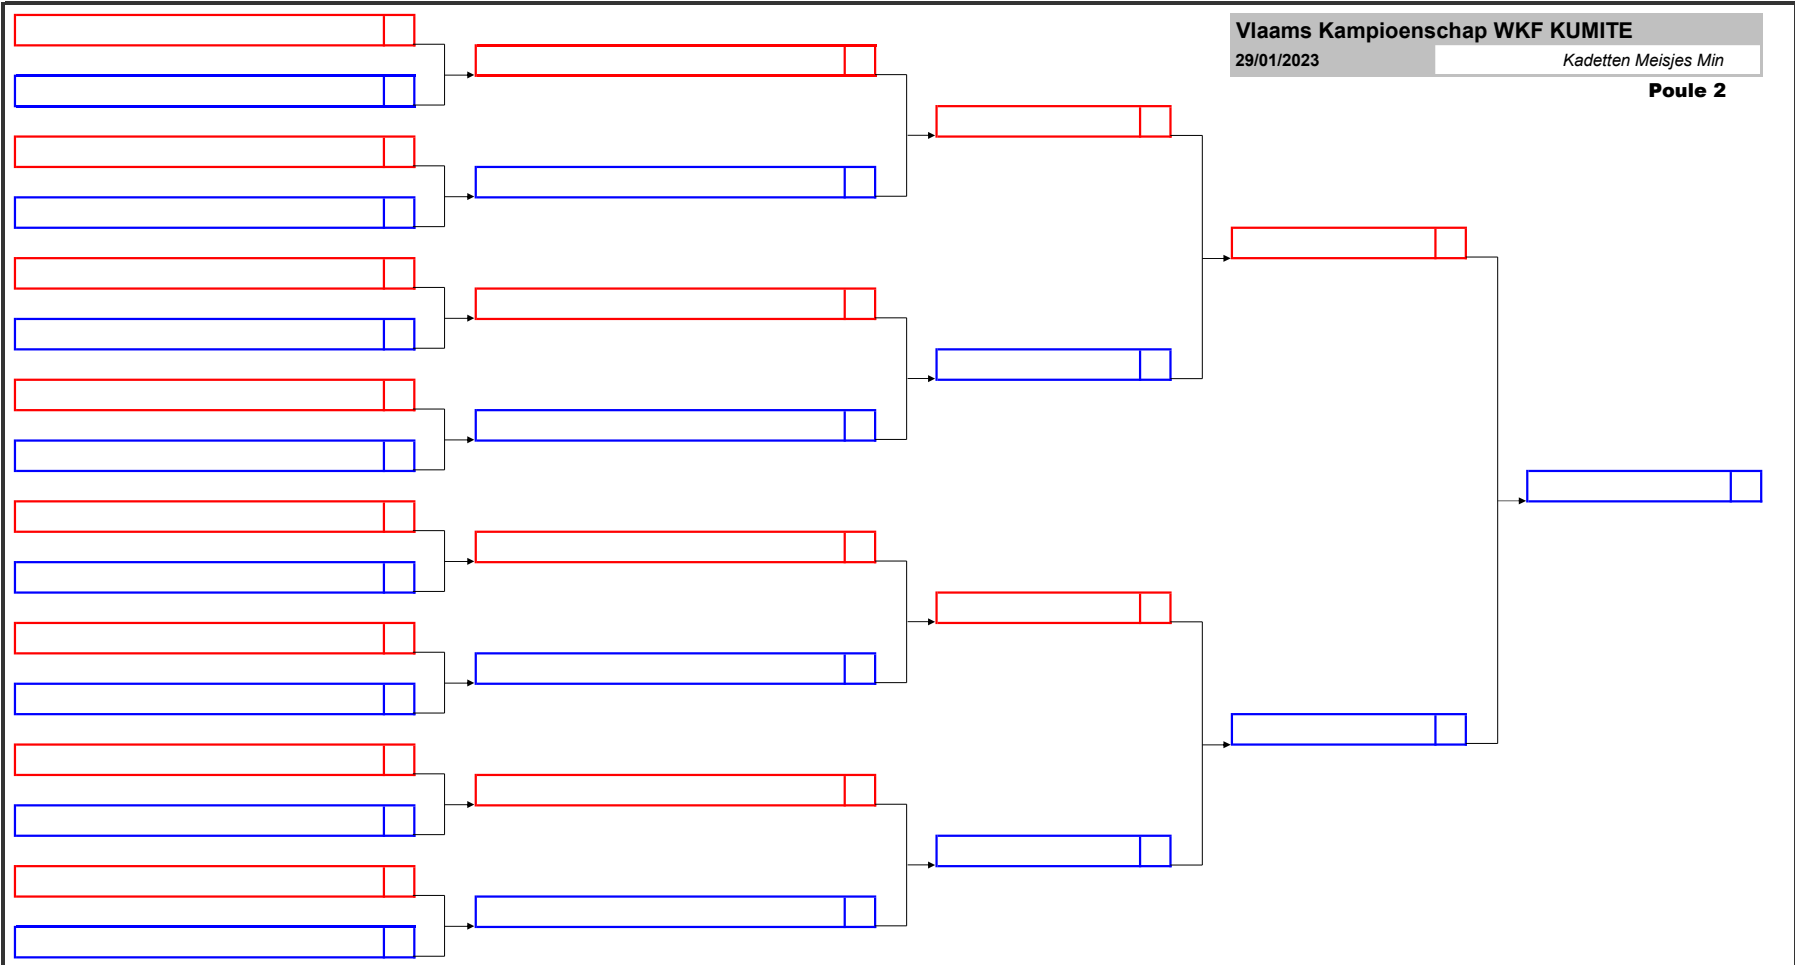 Vlaams Kampioenschap WKF KUMITE
29/01/2023 Kadetten Meisjes Min
Poule 2